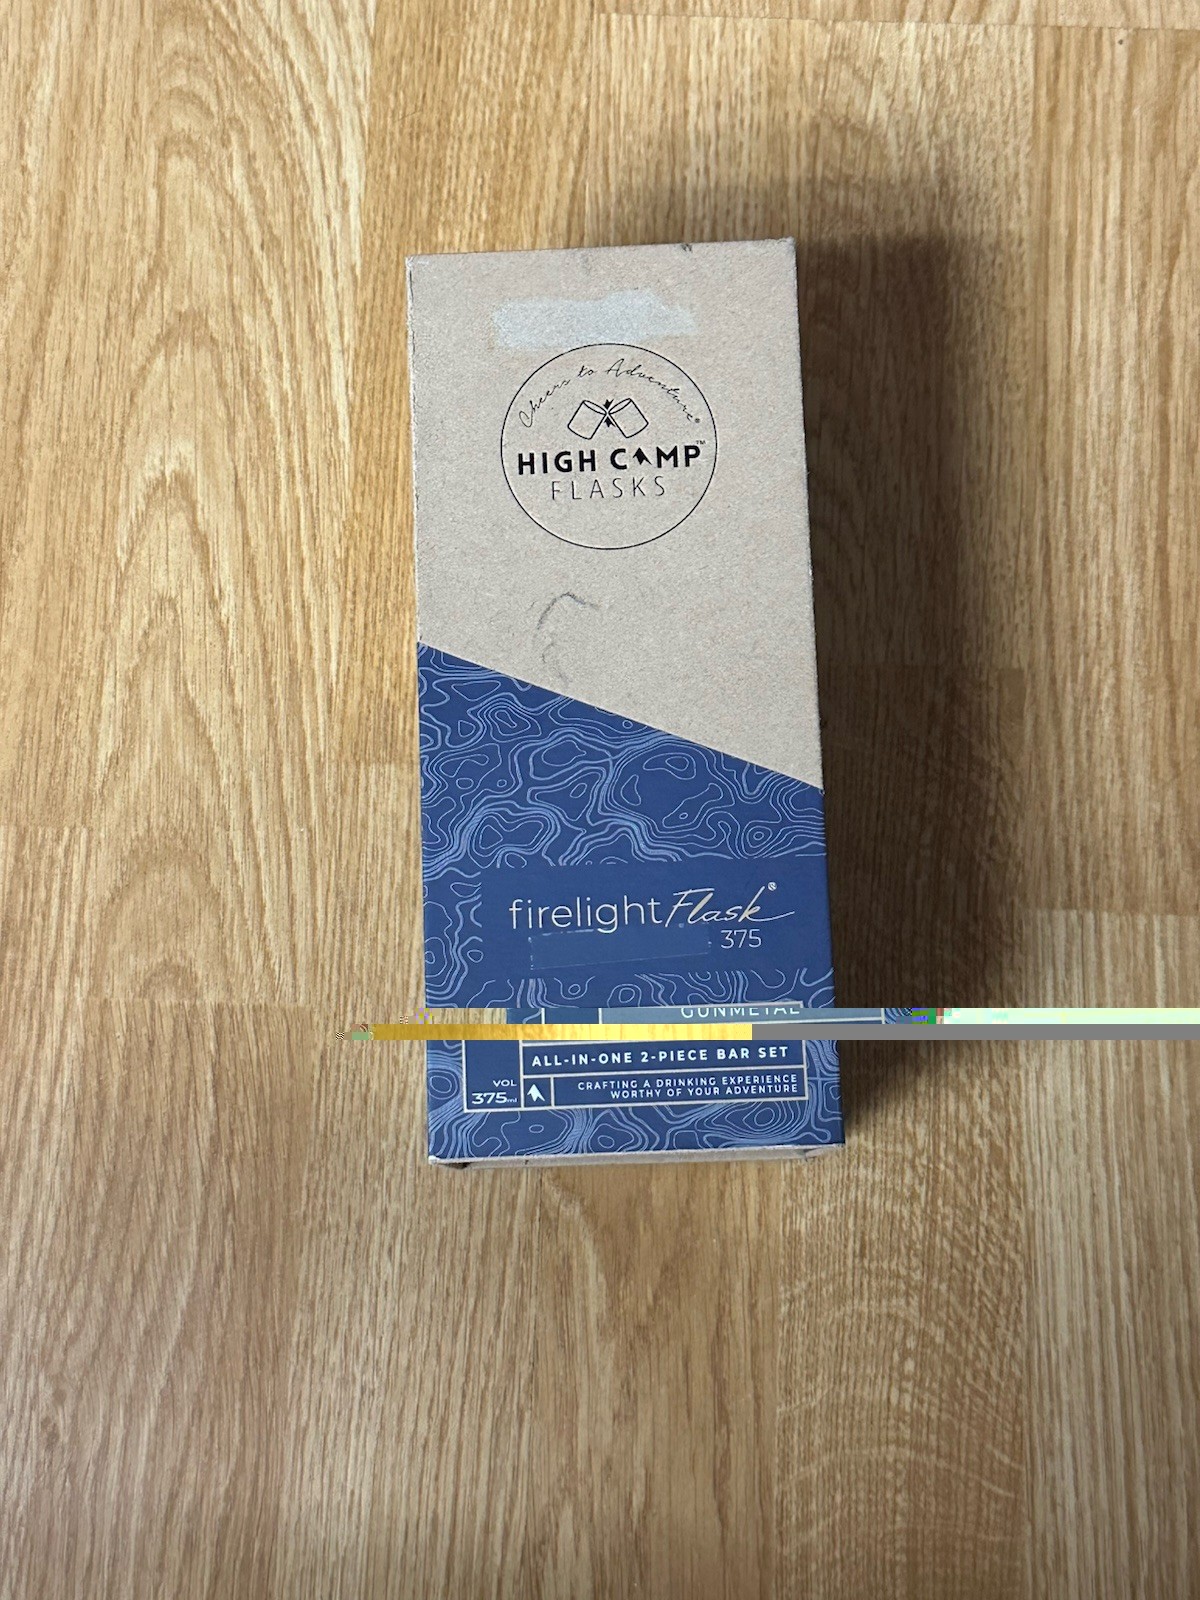 Cheers to Adventure®
HIGH CAMP™
FLASKS
firelight Flask®
375
GUNMETAL
ALL-IN-ONE 2-PIECE BAR SET
VOL
375ml
CRAFTING A DRINKING EXPERIENCE
WORTHY OF YOUR ADVENTURE